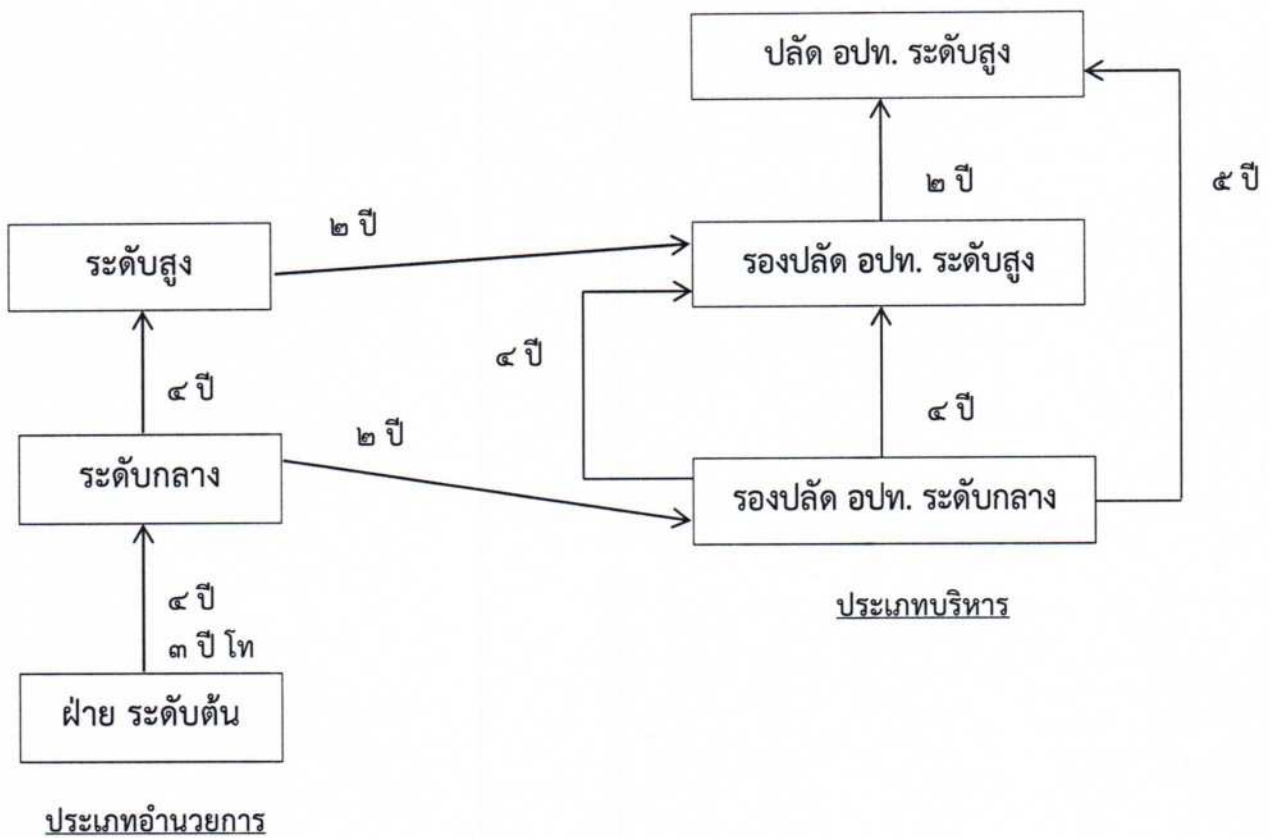 ปลัด อปท. ระดับสูง
๒ ปี
๕ ปี
๒ ปี
ระดับสูง
รองปลัด อปท. ระดับสูง
๔ ปี
๔ ปี
๔ ปี
๒ ปี
ระดับกลาง
รองปลัด อปท. ระดับกลาง
๔ ปี
๓ ปี โท
ประเภทบริหาร
ฝ่าย ระดับต้น
ประเภทอำนวยการ